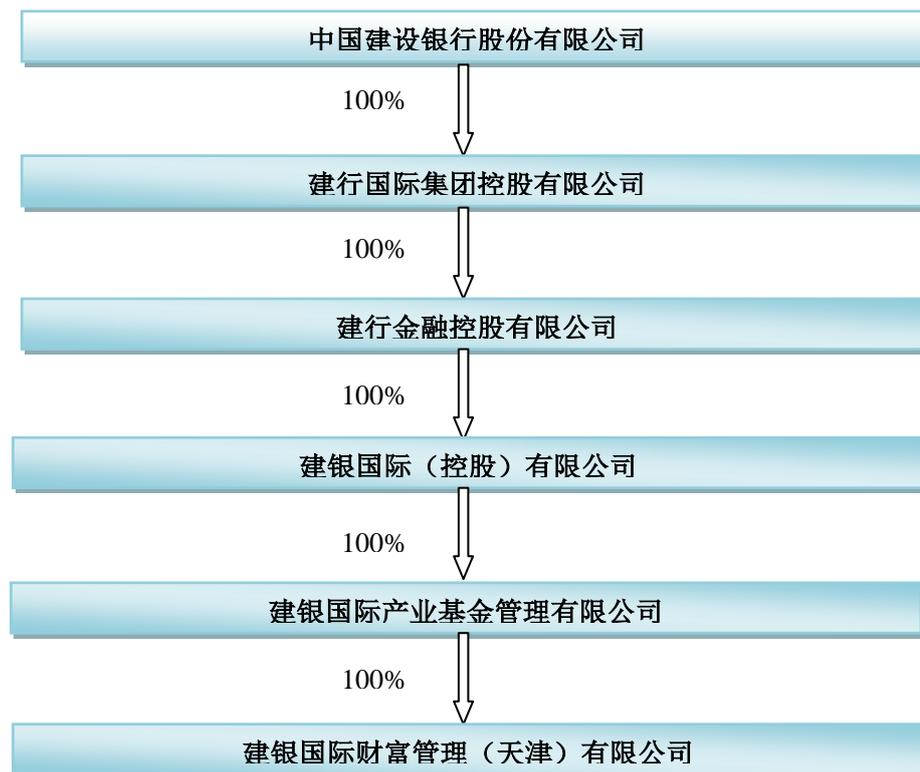 中国建设银行股份有限公司
100%
建行国际集团控股有限公司
100%
建行金融控股有限公司
100%
建银国际（控股）有限公司
100%
建银国际产业基金管理有限公司
100%
建银国际财富管理（天津）有限公司